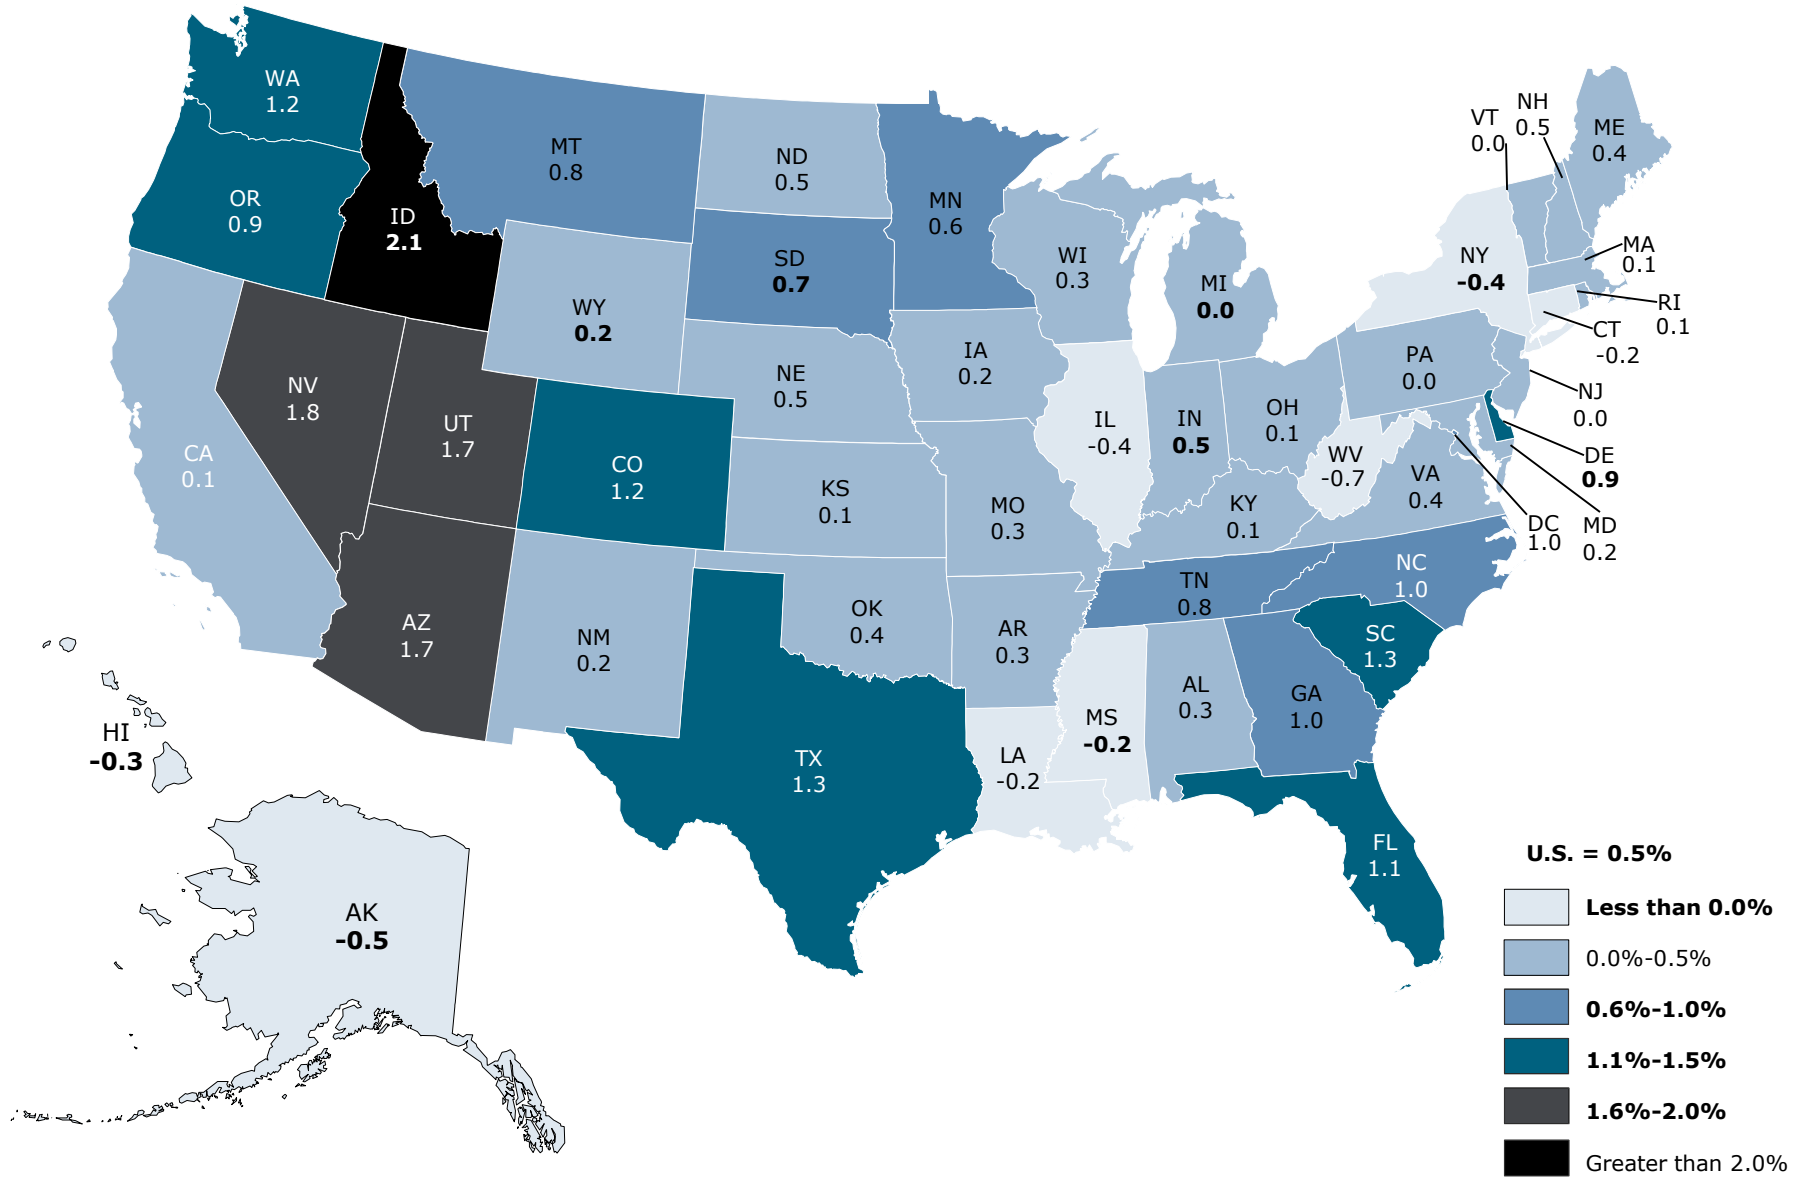 WA
1.2
OR
0.9
ID
2.1
MT
0.8
ND
0.5
MN
0.6
SD
0.7
WY
0.2
WI
0.3
MI
0.0
VT
0.0
NH
0.5
ME
0.4
NY
-0.4
MA
0.1
RI
0.1
CT
-0.2
PA
0.0
NJ
0.0
NE
0.5
IA
0.2
NV
1.8
UT
1.7
CA
0.1
CO
1.2
KS
0.1
MO
0.3
IL
-0.4
IN
0.5
OH
0.1
WV
-0.7
VA
0.4
KY
0.1
DE
0.9
DC
1.0
MD
0.2
AZ
1.7
NM
0.2
OK
0.4
AR
0.3
TN
0.8
NC
1.0
SC
1.3
MS
-0.2
AL
0.3
GA
1.0
LA
-0.2
TX
1.3
FL
1.1
HI
-0.3
AK
-0.5
U.S. = 0.5%
Less than 0.0%
0.0%-0.5%
0.6%-1.0%
1.1%-1.5%
1.6%-2.0%
Greater than 2.0%